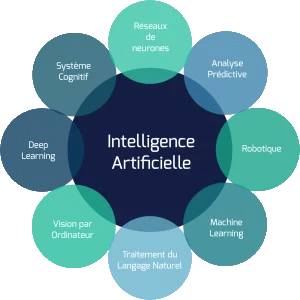 Réseaux
de
neurones
Analyse
Prédictive
Robotique
Machine
Learning
Traitement du
Langage Naturel
Vision par
Ordinateur
Deep
Learning
Système
Cognitif
Intelligence
Artificielle